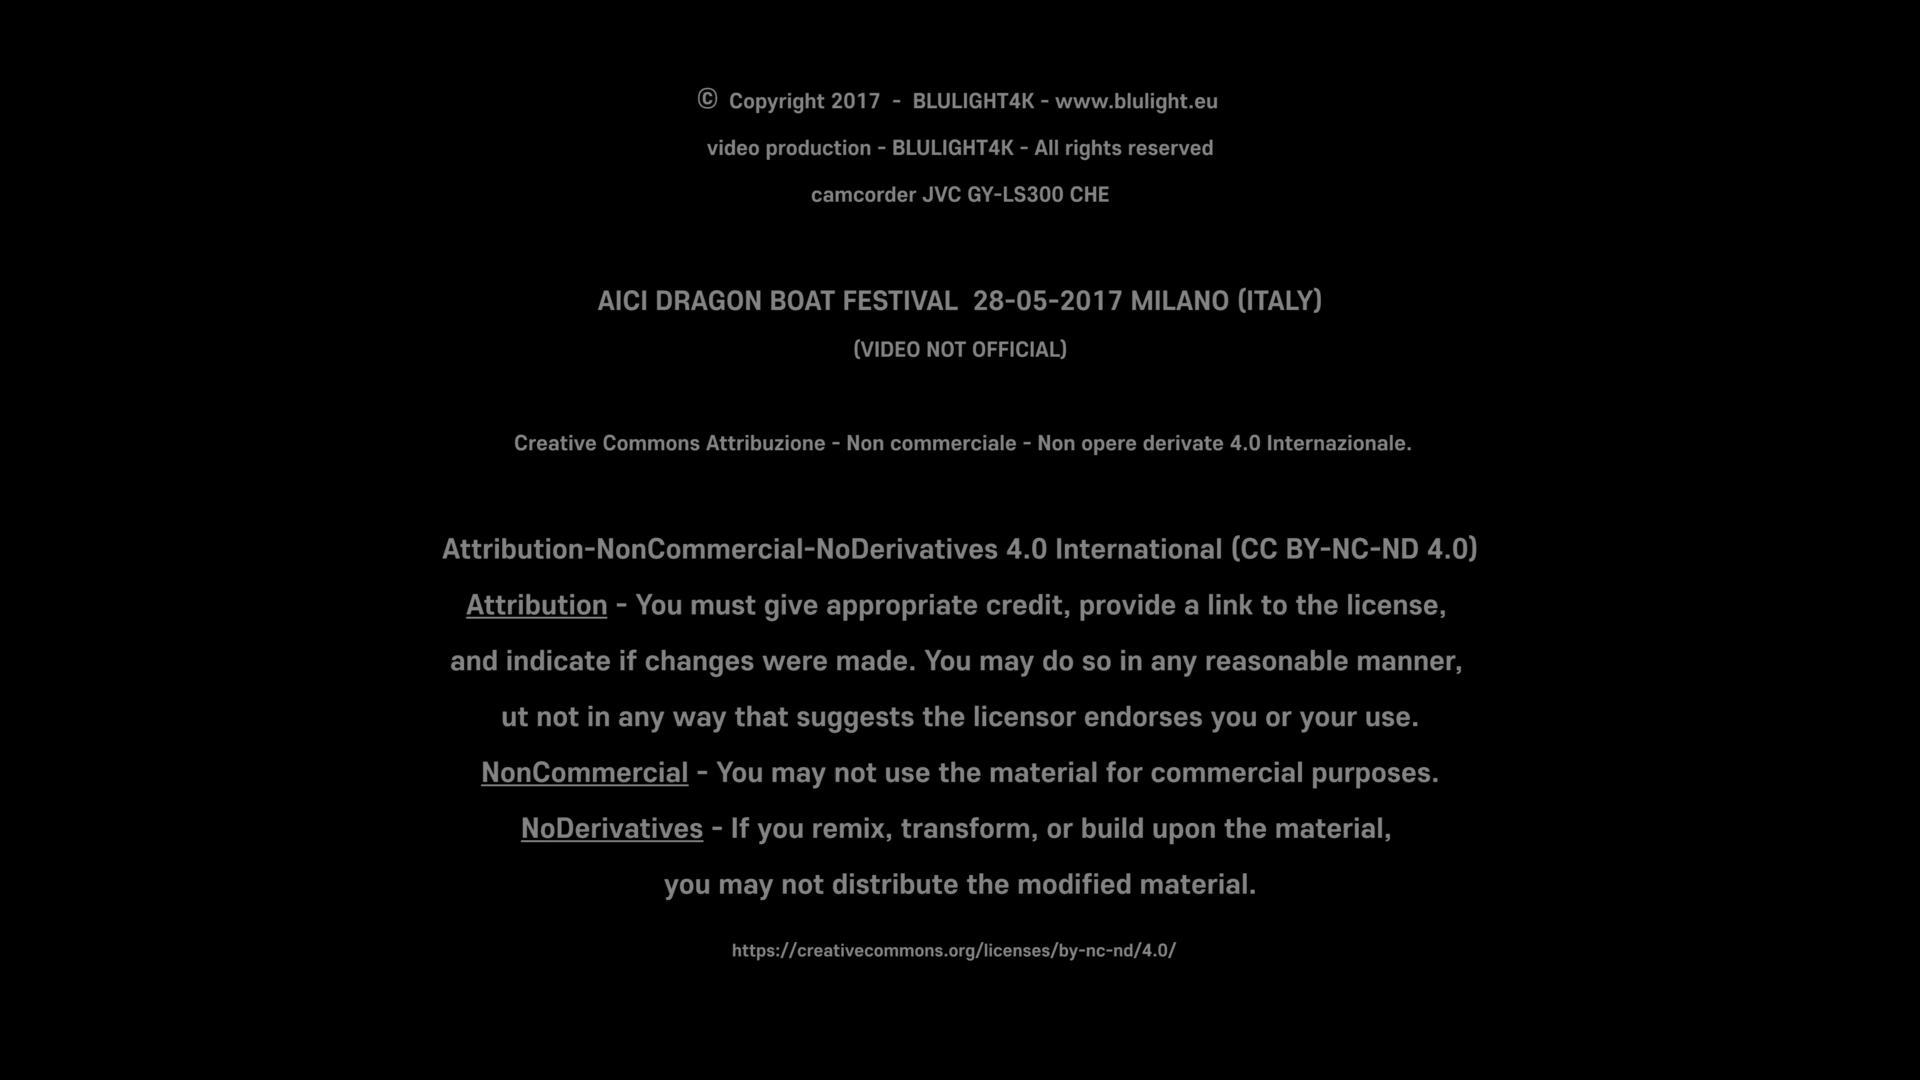 © Copyright 2017 - BLULIGHT4K - www.blulight.eu
video production - BLULIGHT4K - All rights reserved
camcorder JVC GY-LS300 CHE
AICI DRAGON BOAT FESTIVAL 28-05-2017 MILANO (ITALY)
(VIDEO NOT OFFICIAL)
Creative Commons Attribuzione - Non commerciale - Non opere derivate 4.0 Internazionale.
Attribution-NonCommercial-NoDerivatives 4.0 International (CC BY-NC-ND 4.0)
Attribution - You must give appropriate credit, provide a link to the license,
and indicate if changes were made. You may do so in any reasonable manner,
ut not in any way that suggests the licensor endorses you or your use.
NonCommercial - You may not use the material for commercial purposes.
NoDerivatives - If you remix, transform, or build upon the material,
you may not distribute the modified material.
https://creativecommons.org/licenses/by-nc-nd/4.0/